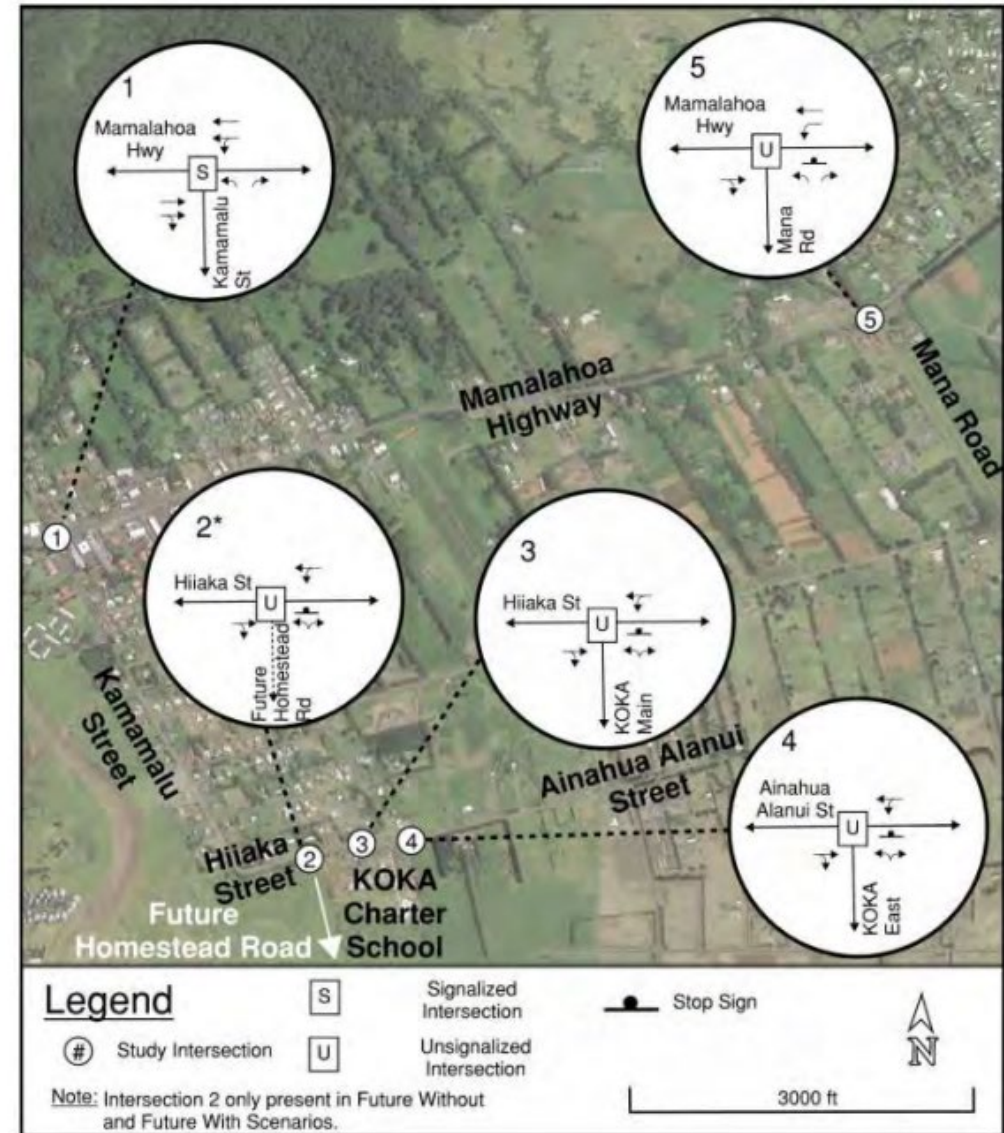 1
Mamalahoa
Hwy
S
Kamamalu
St
5
Mamalahoa
Hwy
U
Mana
Rd
5
Mamalahoa
Highway
Mana Road
1
2*
Hiiaka St
U
Future
Homestead
Rd
3
Hiiaka St
U
KOKA
Main
Kamamalu
Street
Ainahua Alanui
Street
4
Ainahua
Alanui St
U
KOKA
East
Hiiaka
Street
2
3
4
KOKA
Charter
School
Future
Homestead Road
Legend
S
Signalized
Intersection
Stop Sign
# Study Intersection
U
Unsignalized
Intersection
N
Note: Intersection 2 only present in Future Without
and Future With Scenarios.
3000 ft